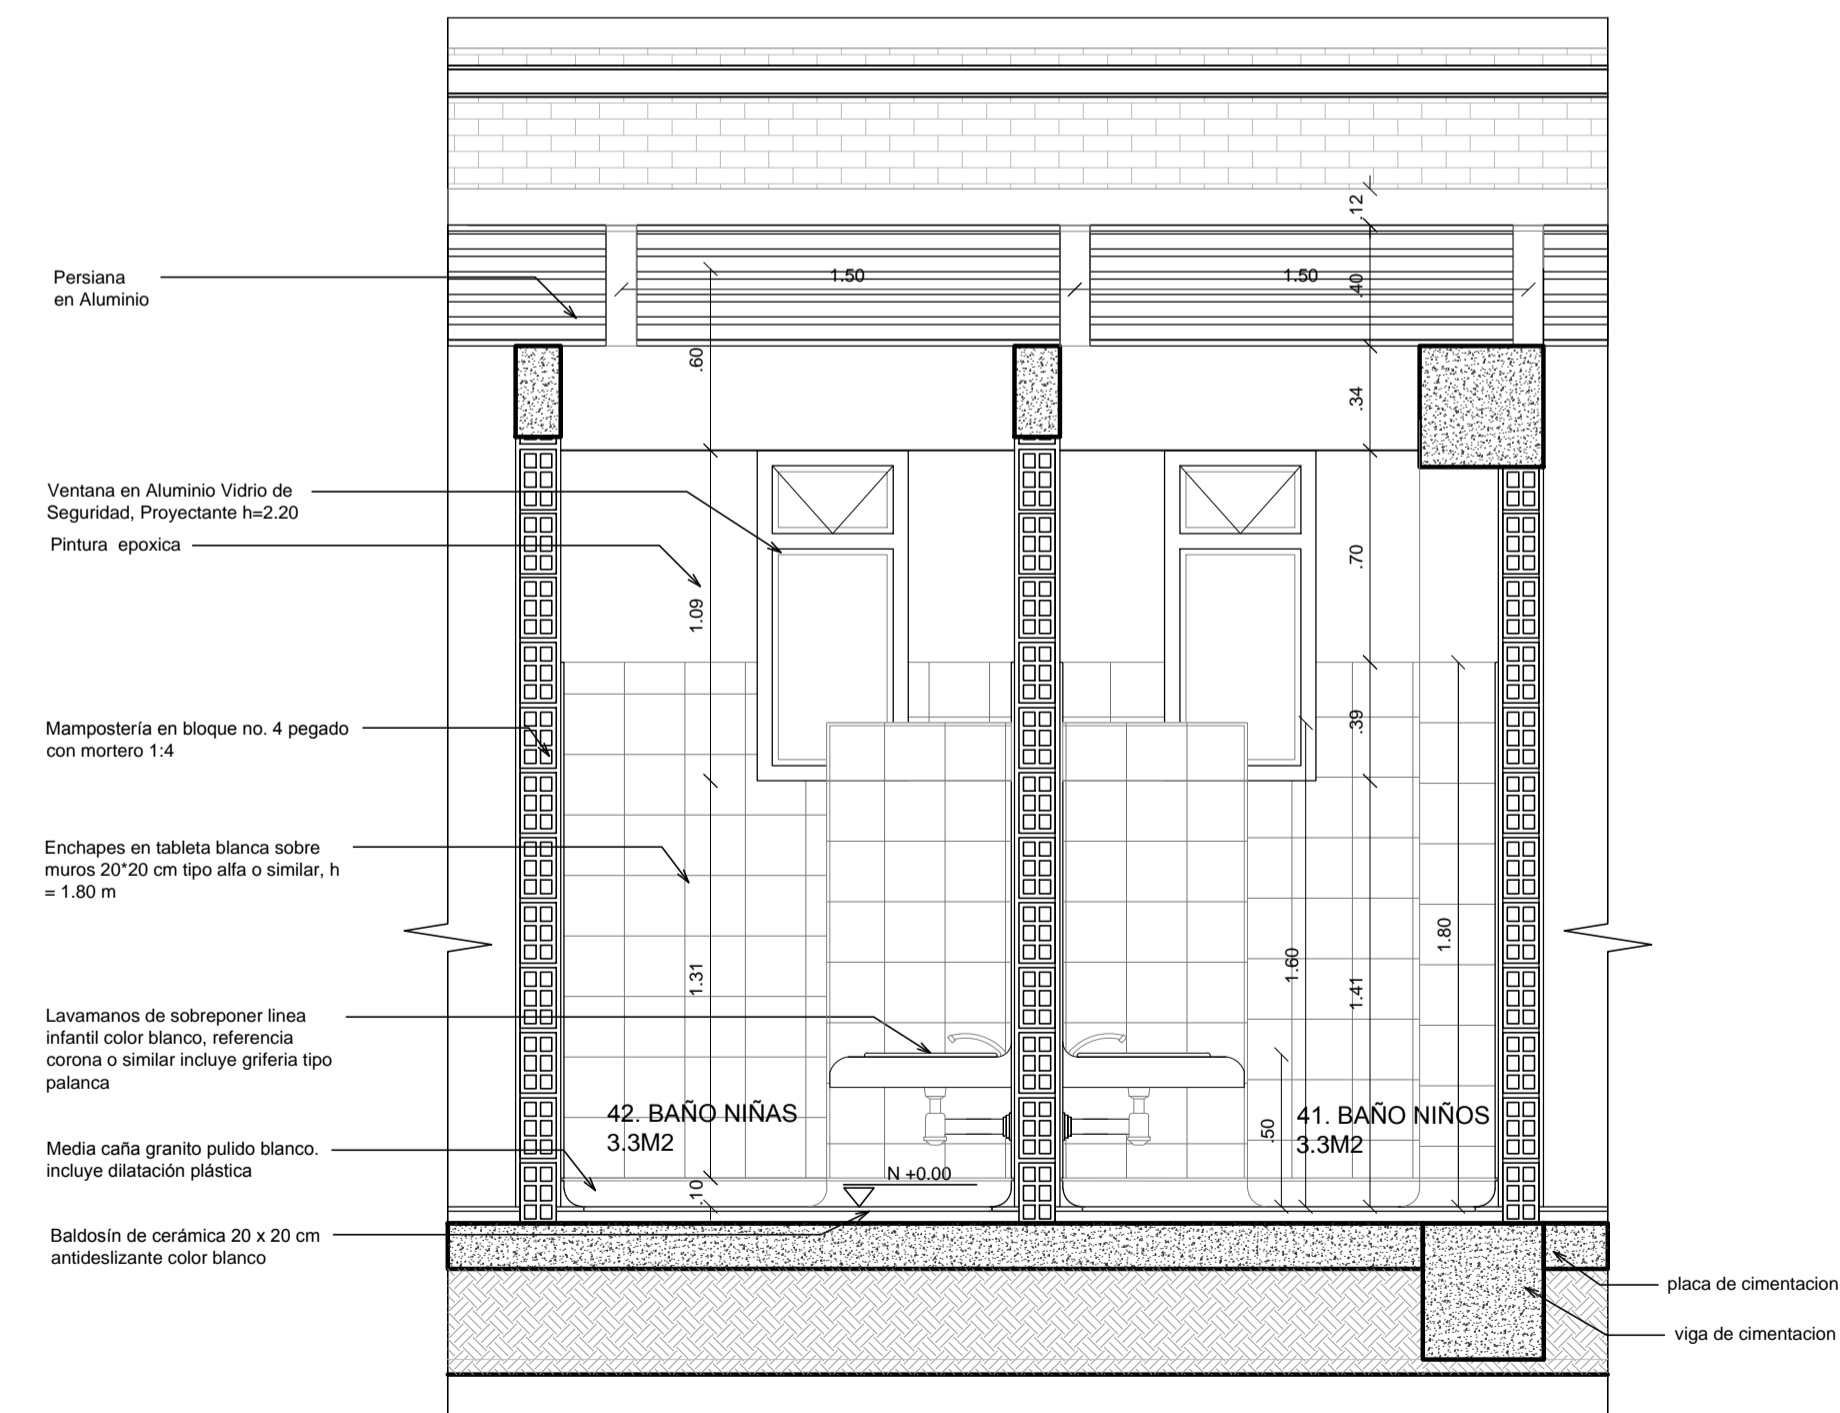 .12
Persiana
en Aluminio
1.50
1.50
.40
.60
.34
Ventana en Aluminio Vidrio de
Seguridad, Proyectante h=2.20
Pintura epoxica
.70
1.09
Mampostería en bloque no. 4 pegado
con mortero 1:4
.39
Enchapes en tableta blanca sobre
muros 20*20 cm tipo alfa o similar, h
= 1.80 m
1.31
1.60
1.41
1.80
Lavamanos de sobreponer linea
infantil color blanco, referencia
corona o similar incluye griferia tipo
palanca
42. BAÑO NIÑAS
3.3M2
.50
41. BAÑO NIÑOS
3.3M2
Media caña granito pulido blanco.
incluye dilatación plástica
.10
N +0.00
Baldosín de cerámica 20 x 20 cm
antideslizante color blanco
placa de cimentacion
viga de cimentacion